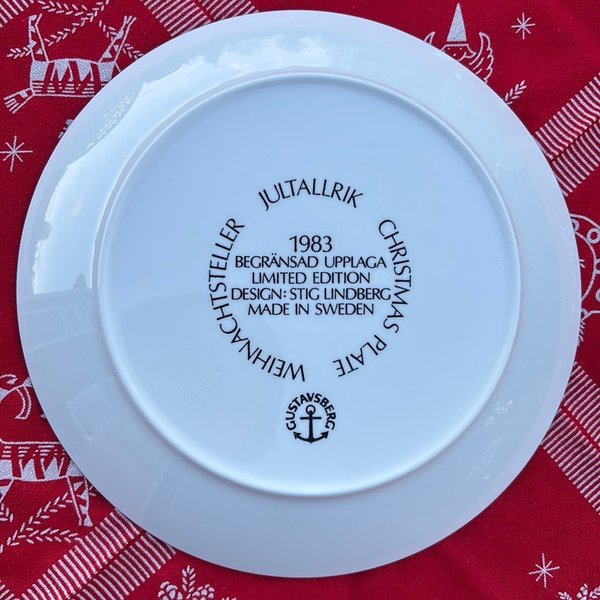 JULTALLRIK
CHRISTMAS PLATE
WEIHNACHTSTELLER
1983
BEGRÄNSAD UPPLAGA
LIMITED EDITION
DESIGN: STIG LINDBERG
MADE IN SWEDEN
GUSTAVSBERG